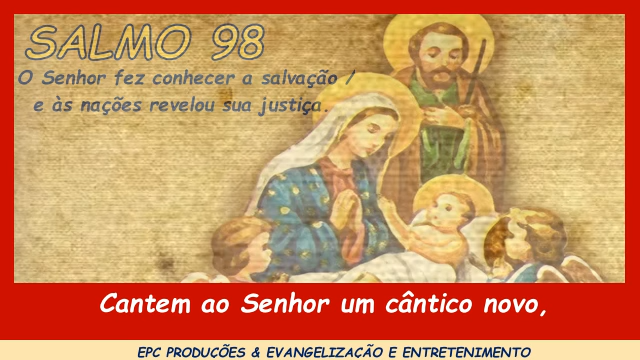 SALMO 98
O Senhor fez conhecer a salvação /
e às nações revelou sua justiça.
Cantem ao Senhor um cântico novo,
EPC PRODUÇÕES & EVANGELIZAÇÃO E ENTRETENIMENTO